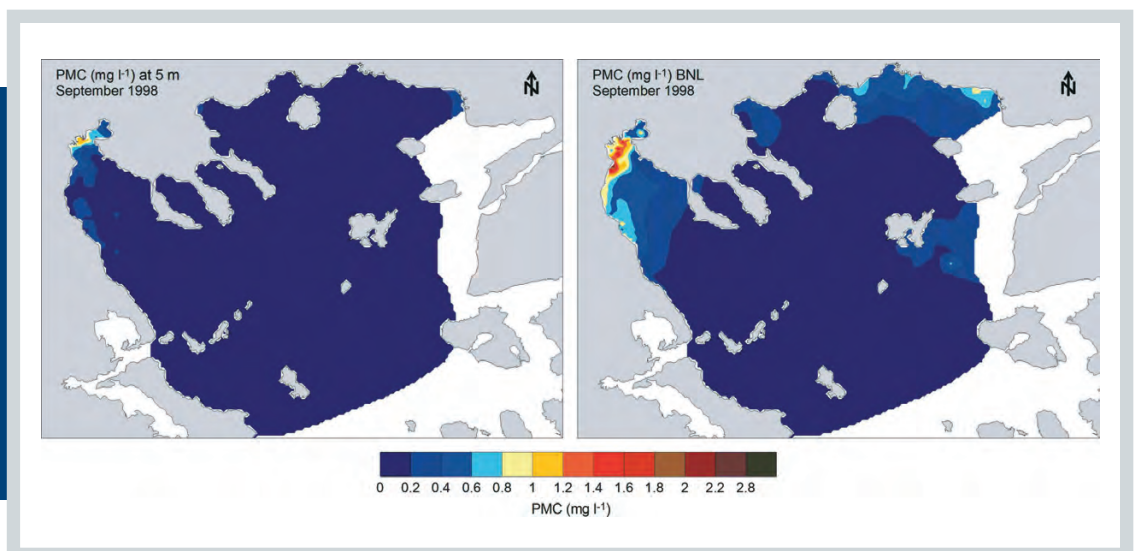 PMC (mg l-1) at 5 m
September 1998
N
PMC (mg l-1) BNL
September 1998
N
0 0.2 0.4 0.6 0.8 1 1.2 1.4 1.6 1.8 2 2.2 2.8
PMC (mg l-1)